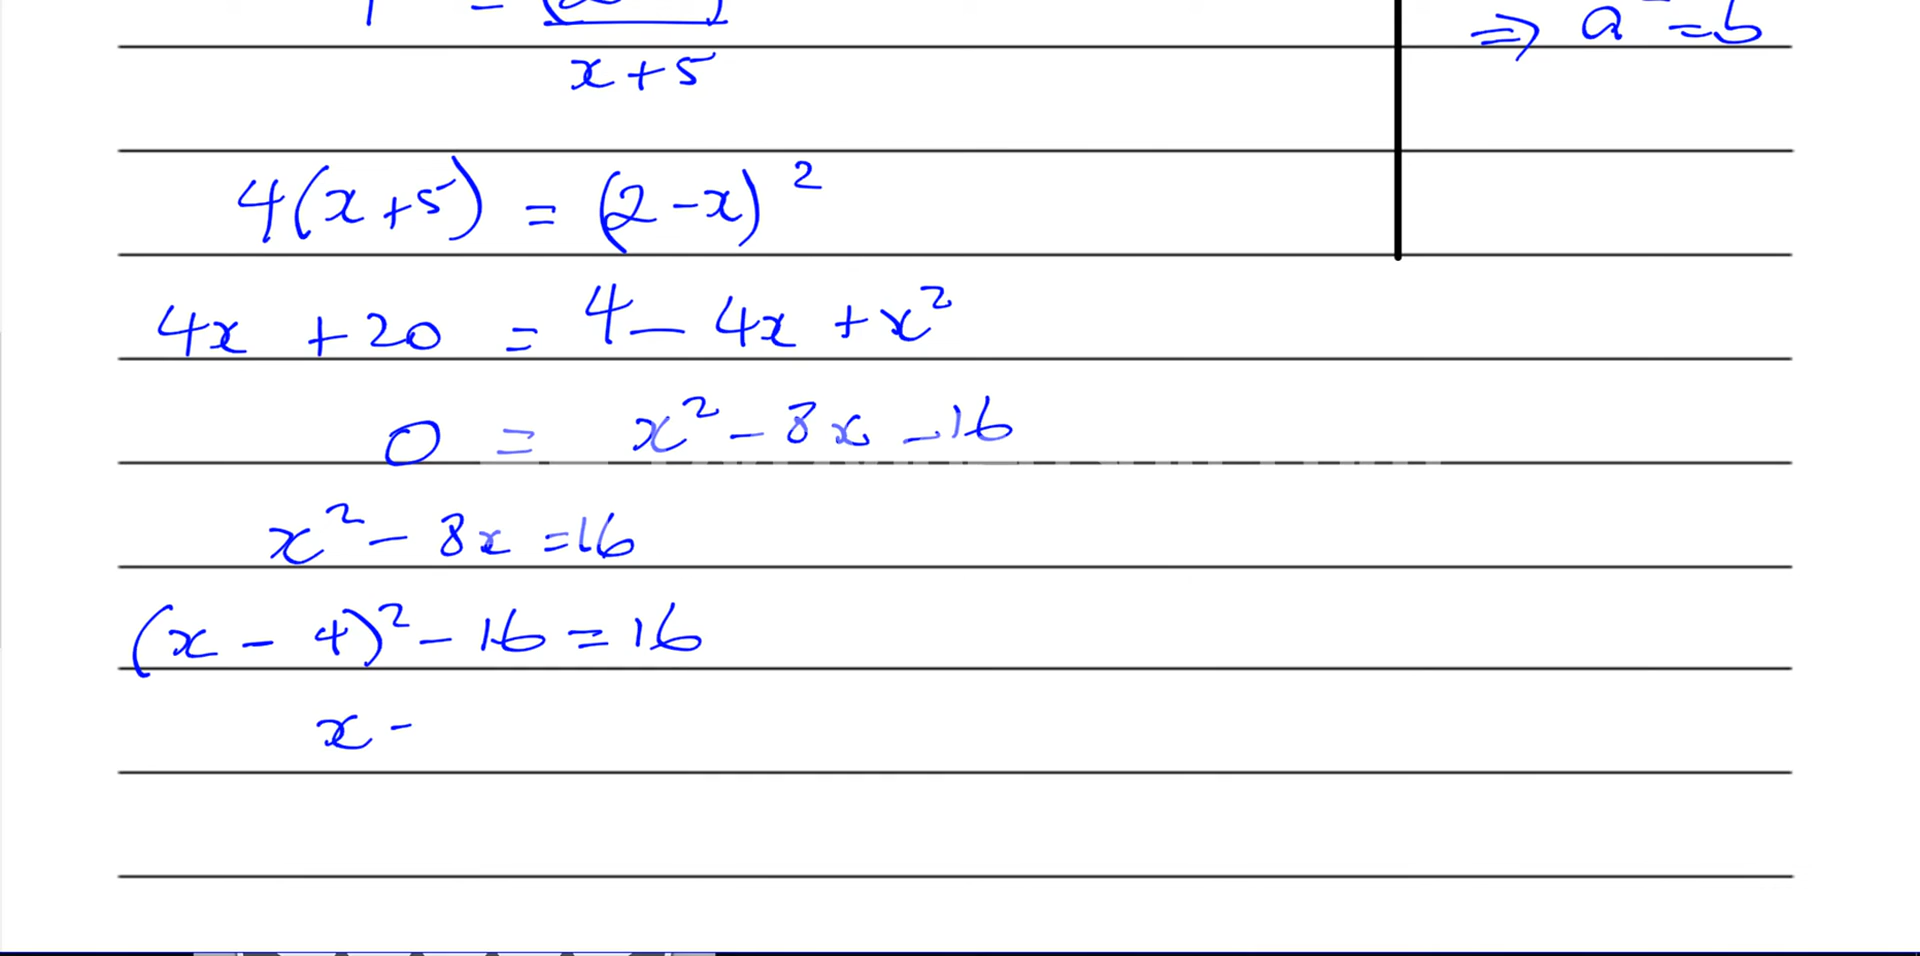 x+5
⇒ a = b
4(x+5) = (2-x)²
4x + 20 = 4 - 4x + x²
0 = x² - 8x - 16
x² - 8x = 16
(x - 4)² - 16 = 16
x -